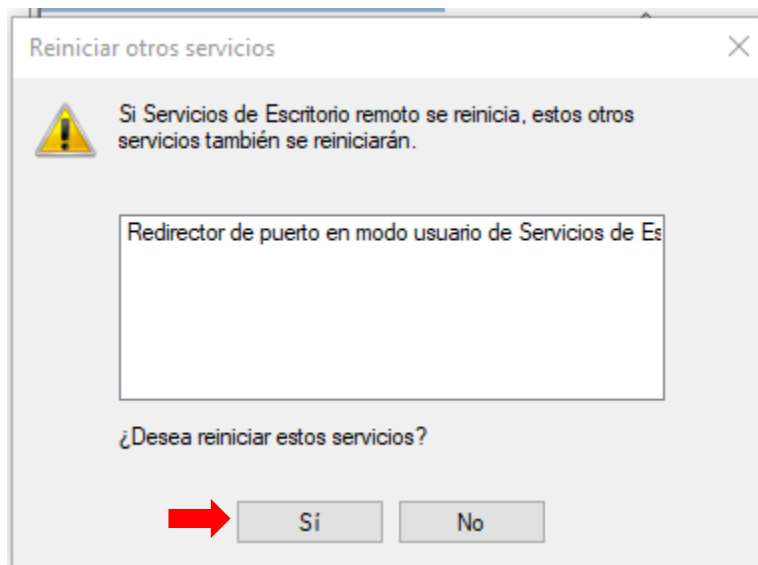 Reiniciar otros servicios
Si Servicios de Escritorio remoto se reinicia, estos otros
servicios también se reiniciarán.
Redirector de puerto en modo usuario de Servicios de Es
¿Desea reiniciar estos servicios?
Sí No